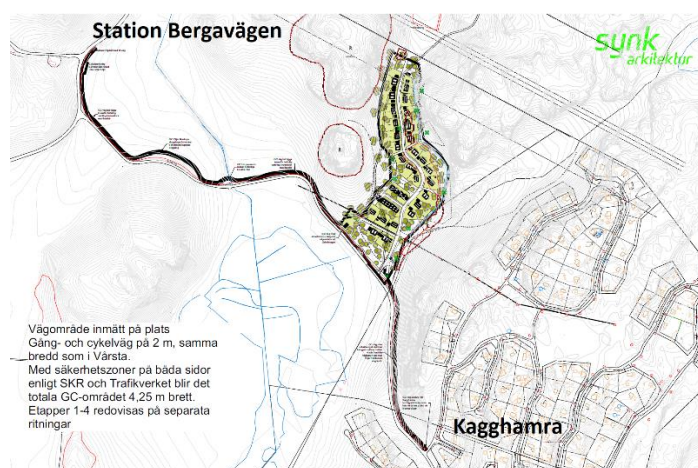 Station Bergavägen
synk
arkitektur
Vägområde inmätt på plats
Gång- och cykelväg på 2 m, samma
bredd som i Vårsta.
Med säkerhetszoner på båda sidor
enligt SKR och Trafikverket blir det
totala GC-området 4,25 m brett.
Etapper 1-4 redovisas på separata
ritningar
Kagghamra